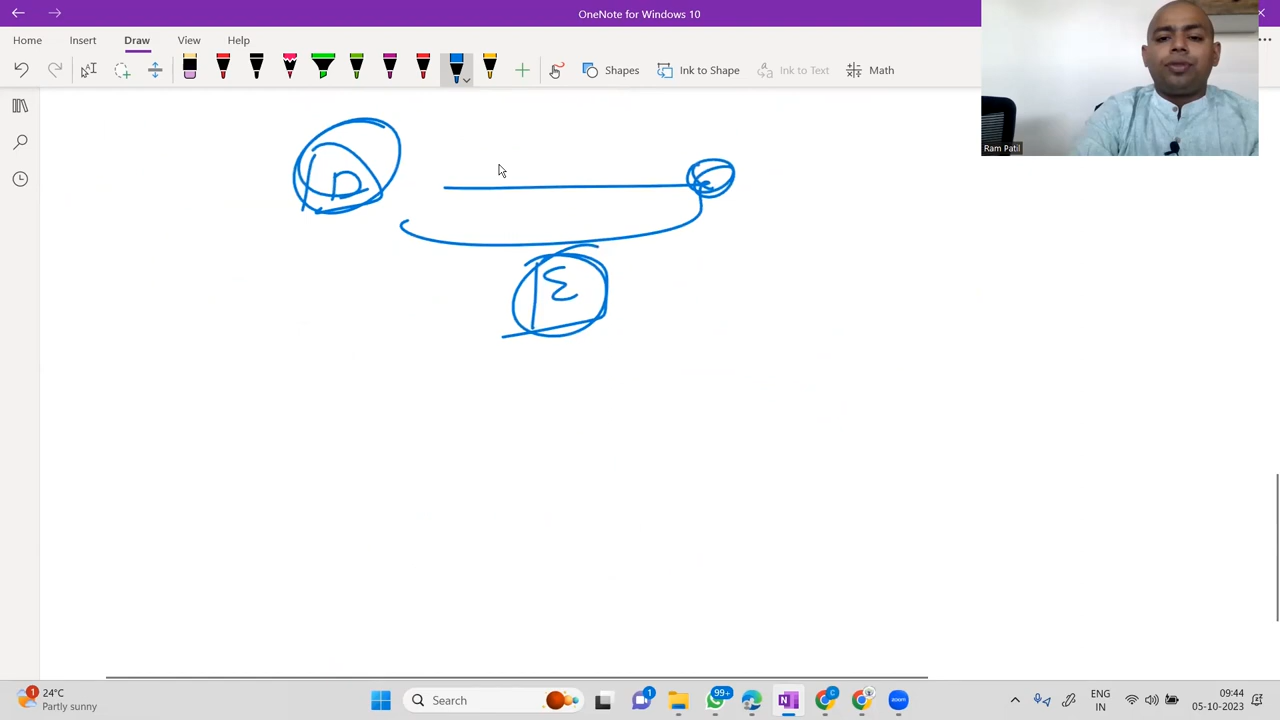 OneNote for Windows 10
Home Insert Draw View Help
Shapes Ink to Shape Ink to Text Math
Ram Patil
D
E
1 24°C
Partly sunny
Search
1
99+
ENG
IN
09:44
05-10-2023